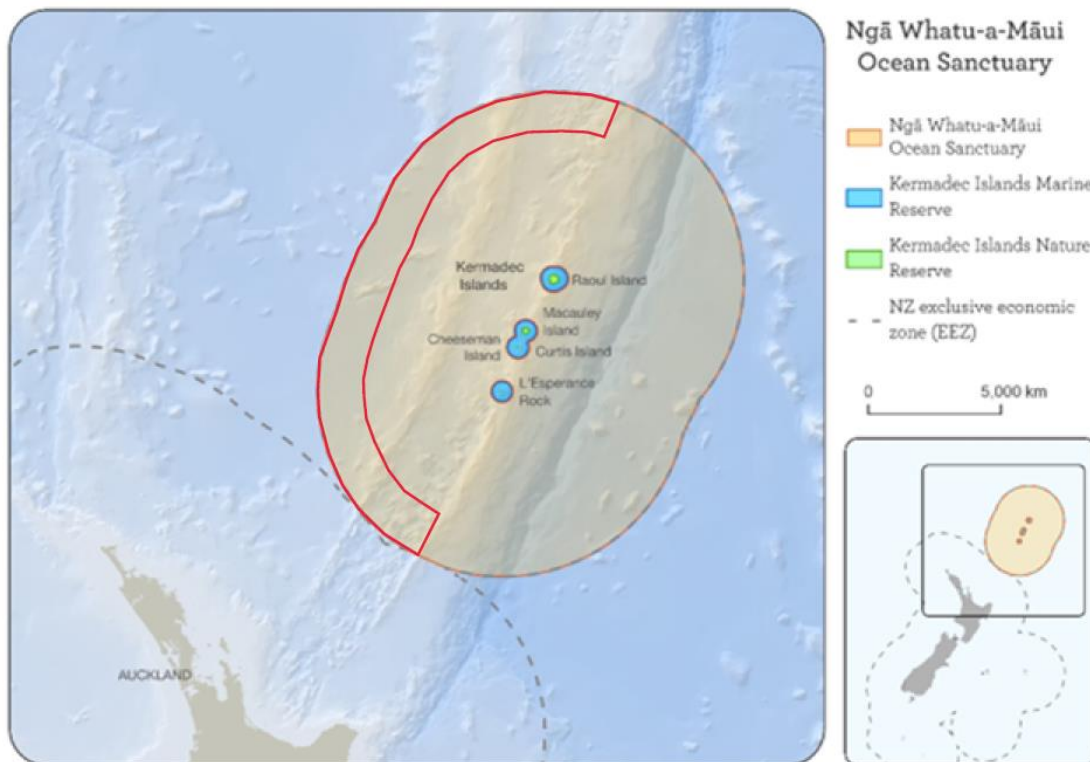 Ngā Whatu-a-Māui
Ocean Sanctuary
Ngā Whatu-a-Māui
Ocean Sanctuary
Kermadec Islands Marine
Reserve
Kermadec Islands Nature
Reserve
NZ exclusive economic
zone (EEZ)
0 5,000 km
Kermadec
Islands
Raoul Island
Macauley
Island
Cheeseman
Island
Curtis Island
L'Esperance
Rock
AUCKLAND